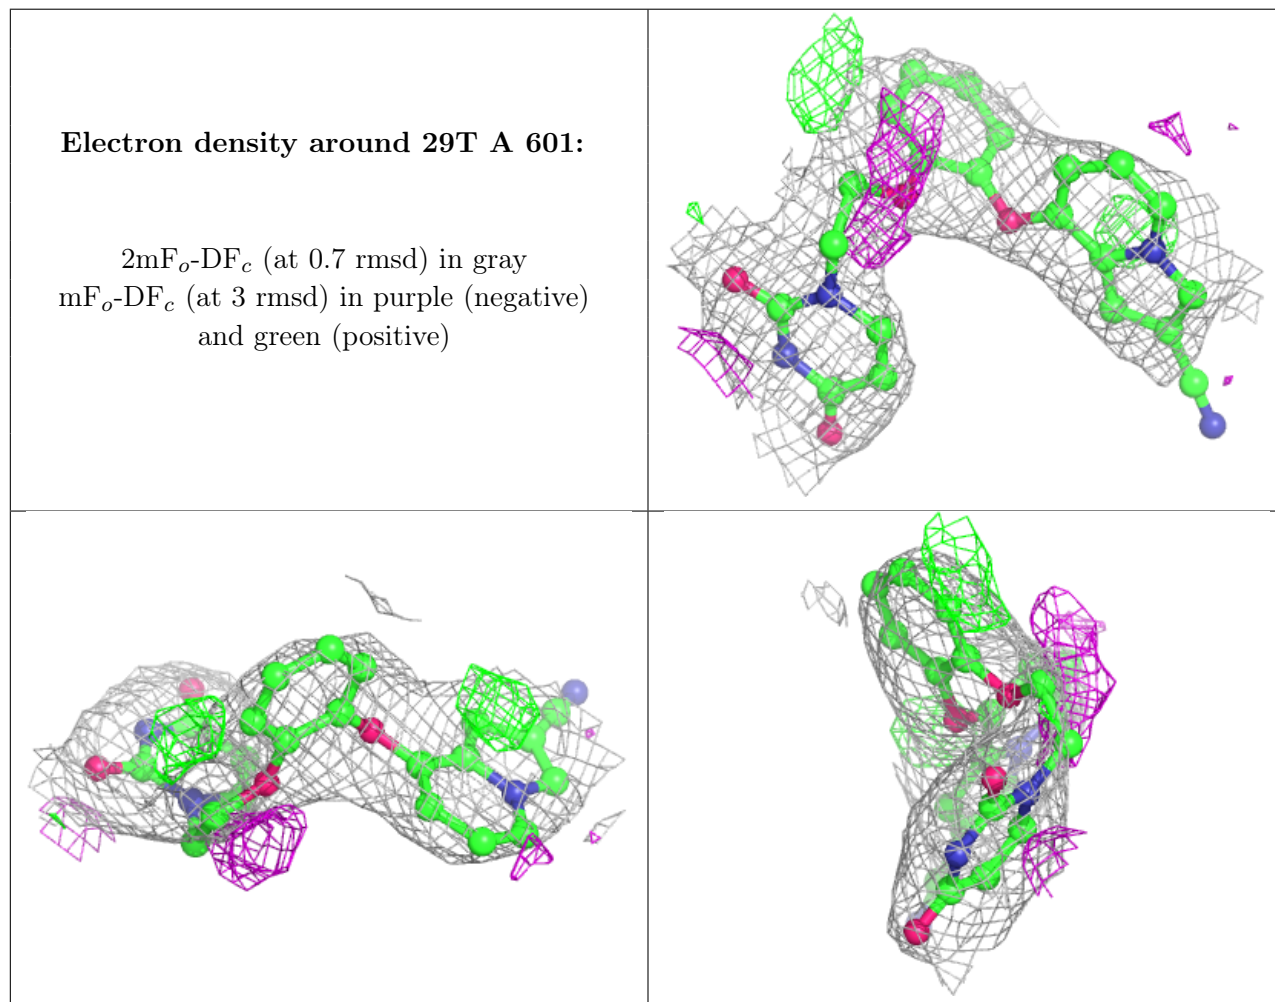 Electron density around 29T A 601:
2mFₒ-DF𝒸 (at 0.7 rmsd) in gray
mFₒ-DF𝒸 (at 3 rmsd) in purple (negative)
and green (positive)